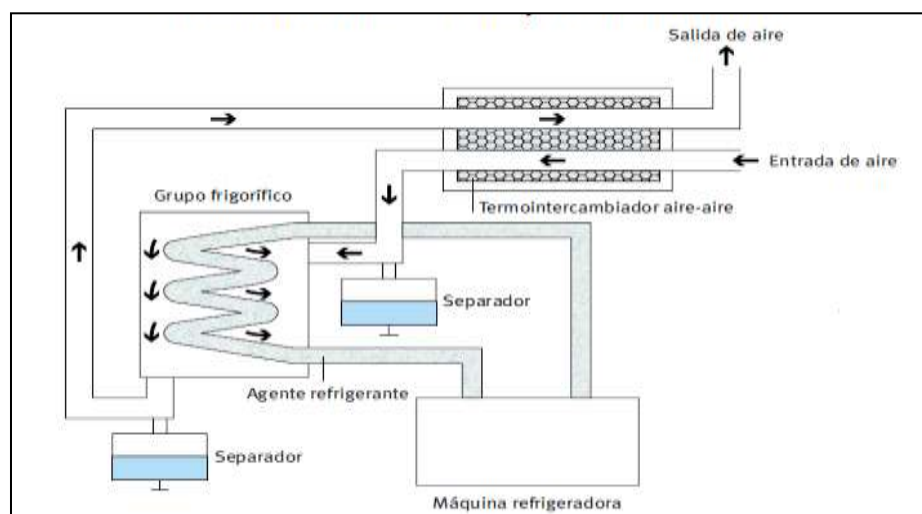 Salida de aire
Entrada de aire
Termointercambiador aire-aire
Grupo frigorífico
Separador
Agente refrigerante
Separador
Máquina refrigeradora